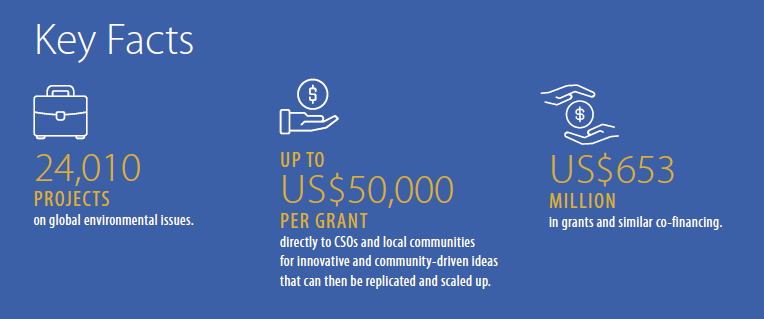 Key Facts
24,010
PROJECTS
on global environmental issues.
UP TO
US$50,000
PER GRANT
directly to CSOs and local communities
for innovative and community-driven ideas
that can then be replicated and scaled up.
US$653
MILLION
in grants and similar co-financing.